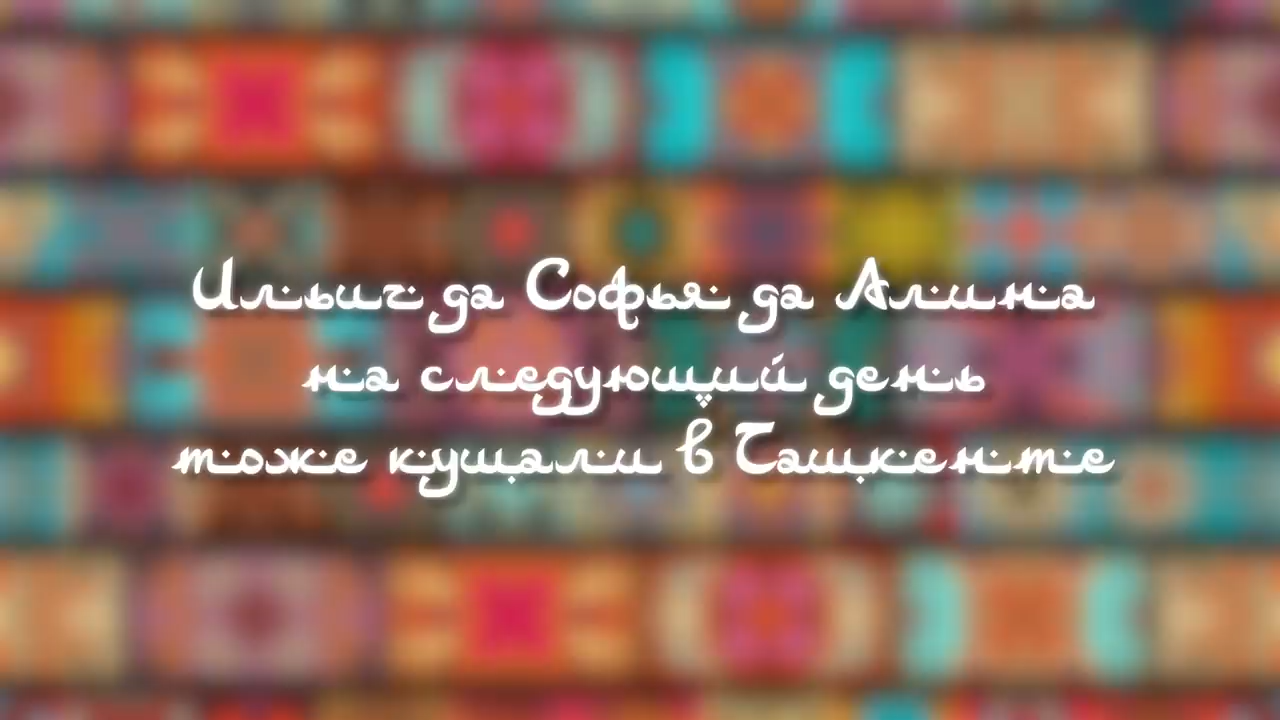 Ильич да Софья да Алина
на следующий день
тоже кушали в Ташкенте